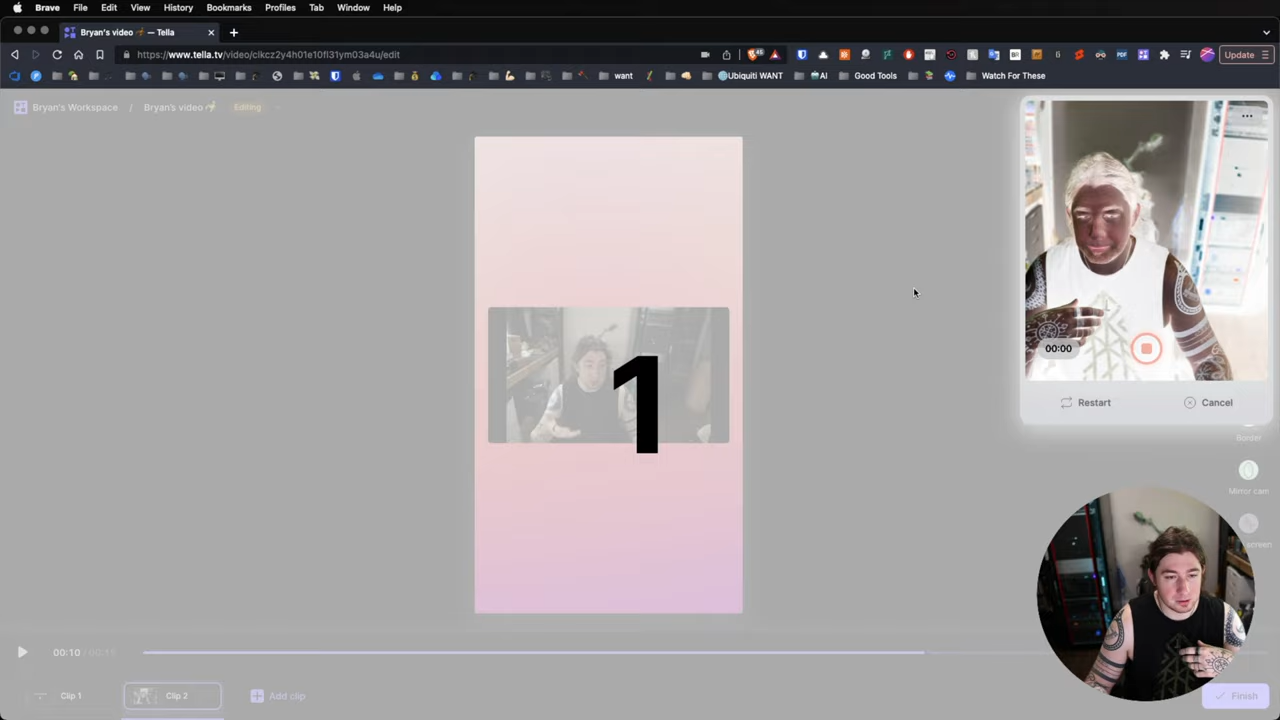 Brave File Edit View History Bookmarks Profiles Tab Window Help
Bryan's video — Tella
https://www.tella.tv/video/clkcz2y4h01e10fl31ym03a4u/edit
Update
want
Ubiquiti WANT
AI
Good Tools
Watch For These
Bryan's Workspace / Bryan's video Editing
00:00
Restart
Cancel
1
Border
Mirror cam
screen
00:10
Clip 1
Clip 2
Add clip
Finish